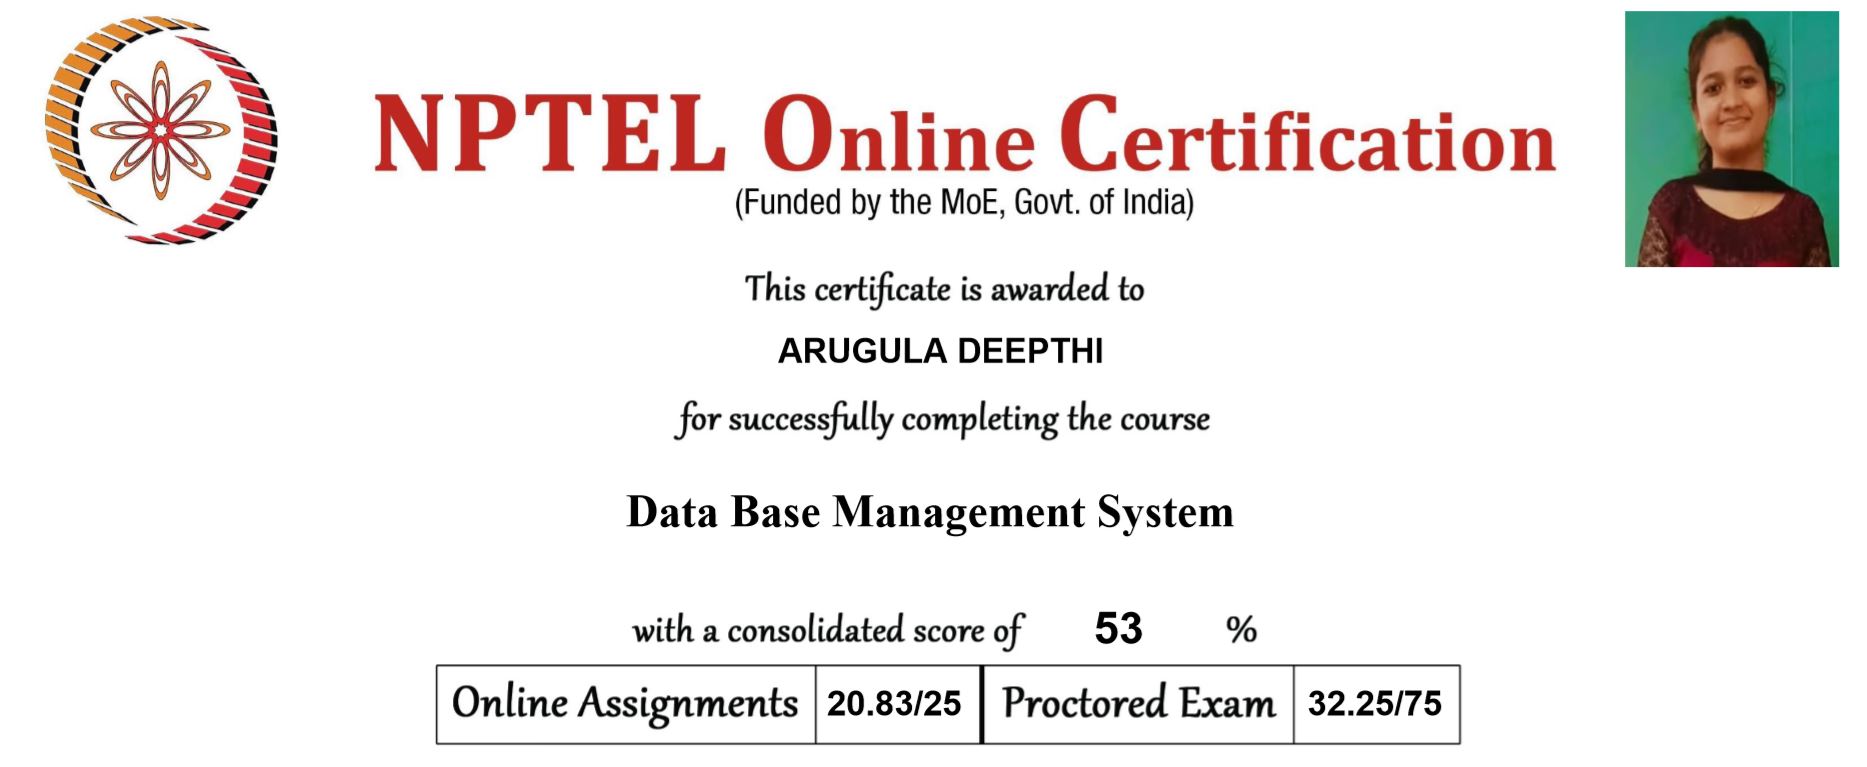 NPTEL Online Certification
(Funded by the MoE, Govt. of India)
This certificate is awarded to
ARUGULA DEEPTHI
for successfully completing the course
Data Base Management System
with a consolidated score of 53 %
Online Assignments 20.83/25 Proctored Exam 32.25/75